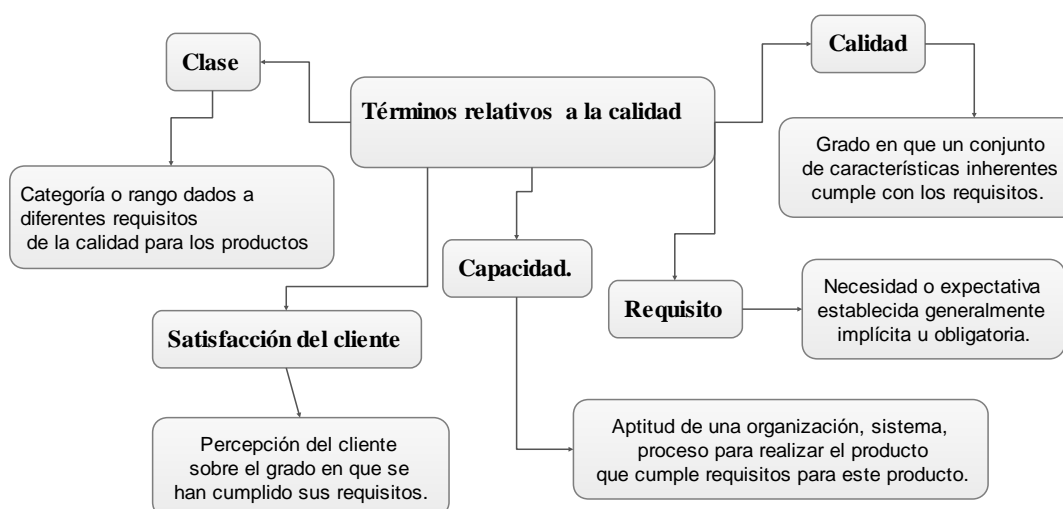 Calidad
Clase
Términos relativos a la calidad
Grado en que un conjunto
de características inherentes
cumple con los requisitos.
Categoría o rango dados a
diferentes requisitos
de la calidad para los productos
Capacidad.
Requisito
Necesidad o expectativa
establecida generalmente
implícita u obligatoria.
Satisfacción del cliente
Percepción del cliente
sobre el grado en que se
han cumplido sus requisitos.
Aptitud de una organización, sistema,
proceso para realizar el producto
que cumple requisitos para este producto.